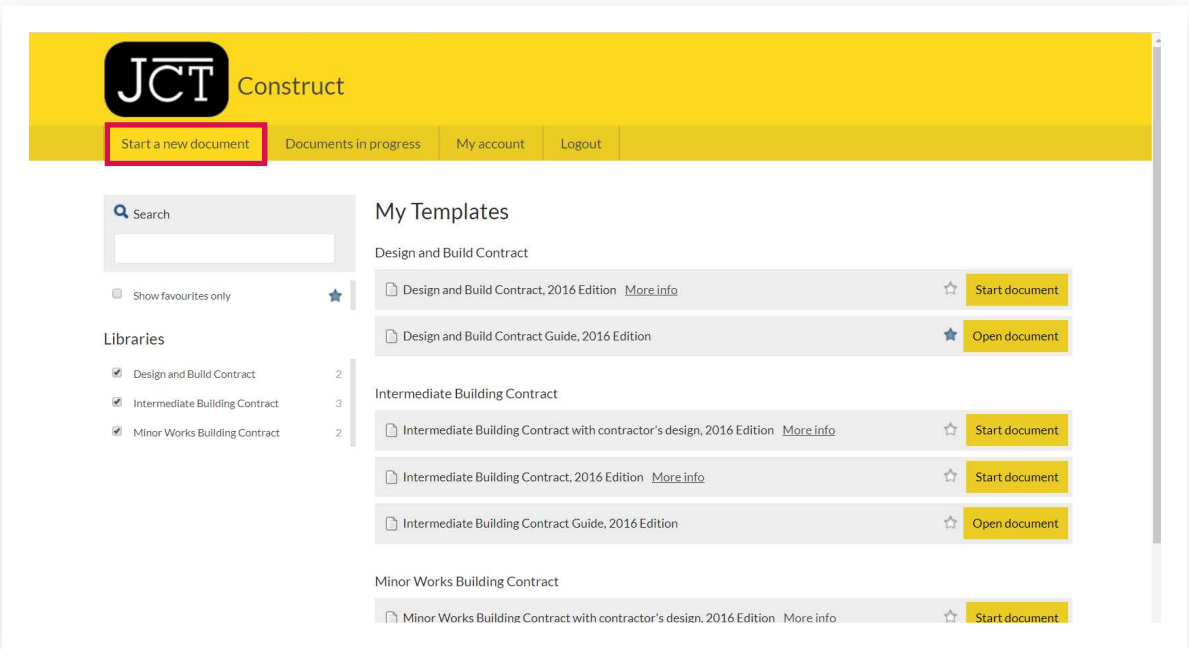 JCT Construct
Start a new document Documents in progress My account Logout
Search
Show favourites only
Libraries
Design and Build Contract 2
Intermediate Building Contract 3
Minor Works Building Contract 2
My Templates
Design and Build Contract
Design and Build Contract, 2016 Edition More info Start document
Design and Build Contract Guide, 2016 Edition Open document
Intermediate Building Contract
Intermediate Building Contract with contractor's design, 2016 Edition More info Start document
Intermediate Building Contract, 2016 Edition More info Start document
Intermediate Building Contract Guide, 2016 Edition Open document
Minor Works Building Contract
Minor Works Building Contract with contractor's design, 2016 Edition More info Start document